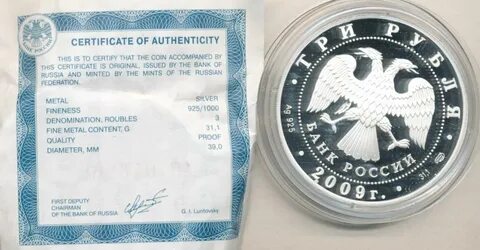 CERTIFICATE OF AUTHENTICITY
THIS IS TO CERTIFY THAT THE COIN ACCOMPANIED BY
THIS CERTIFICATE IS ORIGINAL, ISSUED BY THE BANK OF
RUSSIA AND MINTED BY THE MINTS OF THE RUSSIAN
FEDERATION.
METAL SILVER
FINENESS 925/1000
DENOMINATION, ROUBLES 3
FINE METAL CONTENT, G 31,1
QUALITY PROOF
DIAMETER, MM 39,0
FIRST DEPUTY
CHAIRMAN
OF THE BANK OF RUSSIA G. I. Luntovsky
ТРИ РУБЛЯ
Ag 925
31,1
БАНК РОССИИ
2009 г.